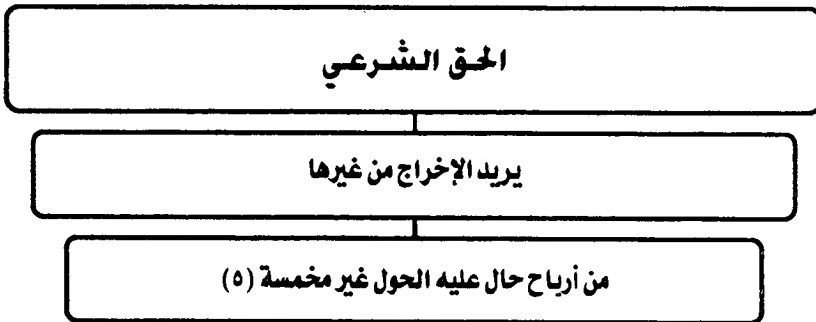 الحق الشرعي
يريد الإخراج من غيرها
من أرباح حال عليه الحول غير مخمسة (٥)